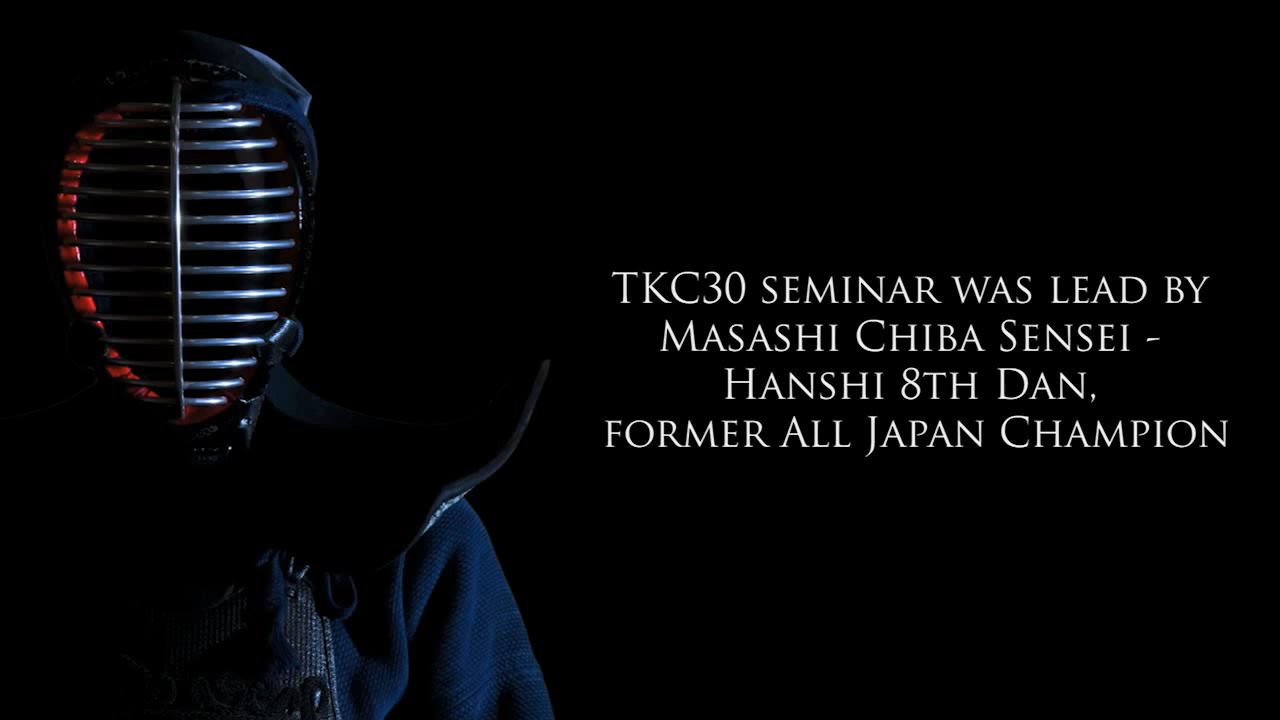 TKC30 SEMINAR WAS LEAD BY
MASASHI CHIBA SENSEI -
HANSHI 8TH DAN,
FORMER ALL JAPAN CHAMPION